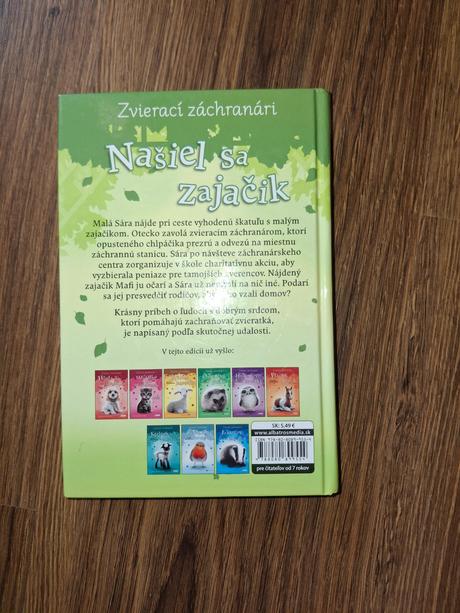 Zvierací záchranári
Našiel sa
zajačik
Malá Sára nájde pri ceste vyhodenú škatuľu s malým
zajačikom. Otecko zavolá zvieracím záchranárom, ktorí
opusteného chlpáčika prezrú a odvezú na miestnu
záchrannú stanicu. Sára po návšteve záchranárskeho
centra zorganizuje v škole charitatívnu akciu, aby
vyzbierala peniaze pre tamojších zverencov. Nájdený
zajačik Mafi ju očarí a Sára už nemyslí na nič iné. Podarí
sa jej presvedčiť rodičov, aby ho vzali domov?
Krásny príbeh o ľuďoch s dobrým srdcom,
ktorí pomáhajú zachraňovať zvieratká,
je napísaný podľa skutočnej udalosti.
V tejto edícii už vyšlo:
SK: 5,49 €
www.albatrosmedia.sk
pre čitateľov od 7 rokov